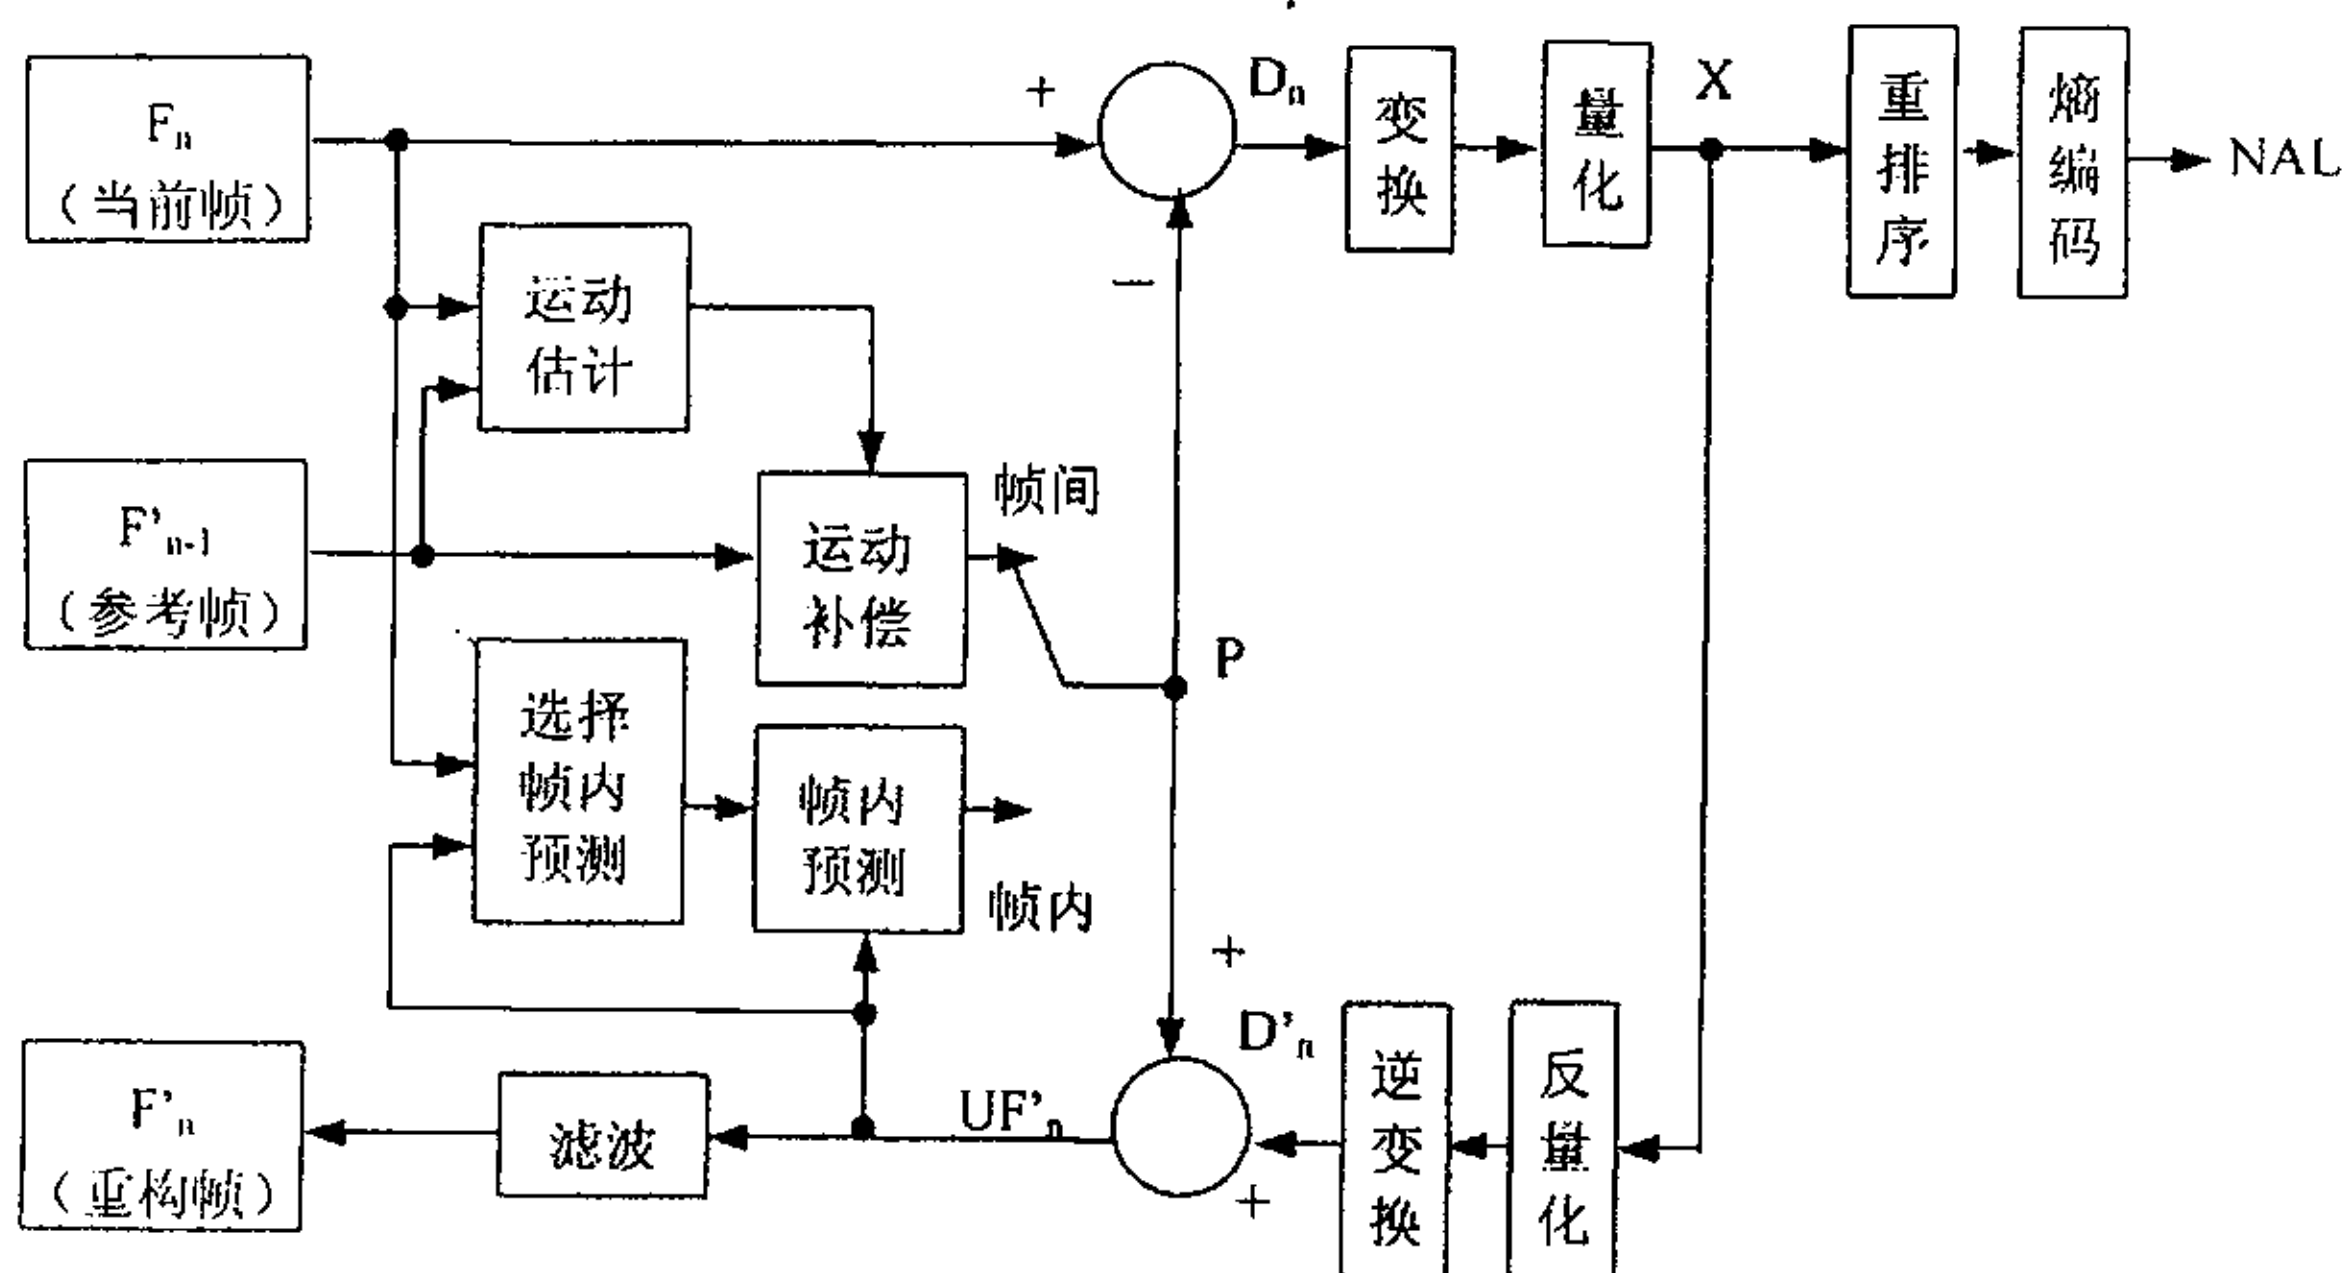 Fn
（当前帧）
+
Dn
变换
量化
X
重排序
熵编码
NAL
运动
估计
—
F'n-1
（参考帧）
运动
补偿
帧间
P
选择
帧内
预测
帧内
预测
帧内
+
D'n
F'n
（重构帧）
滤波
UF'n
+
逆变换
反量化